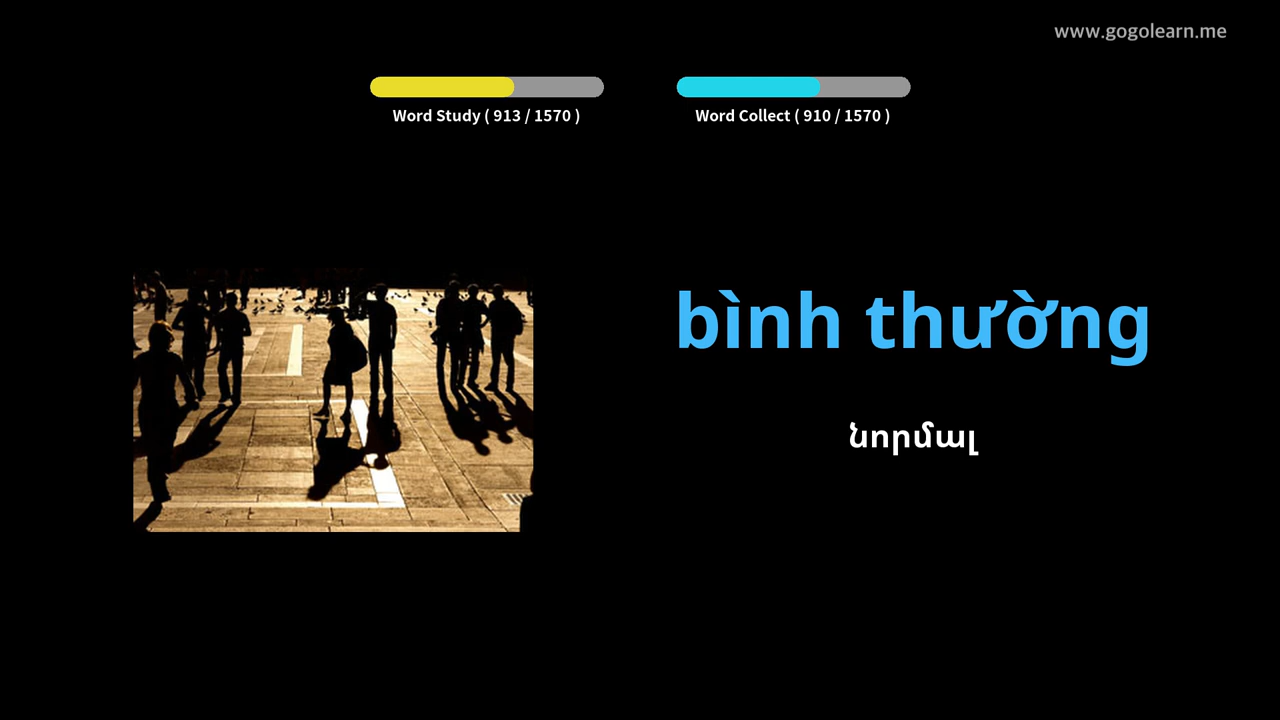 www.gogolearn.me
Word Study ( 913 / 1570 )
Word Collect ( 910 / 1570 )
bình thường
նորմալ